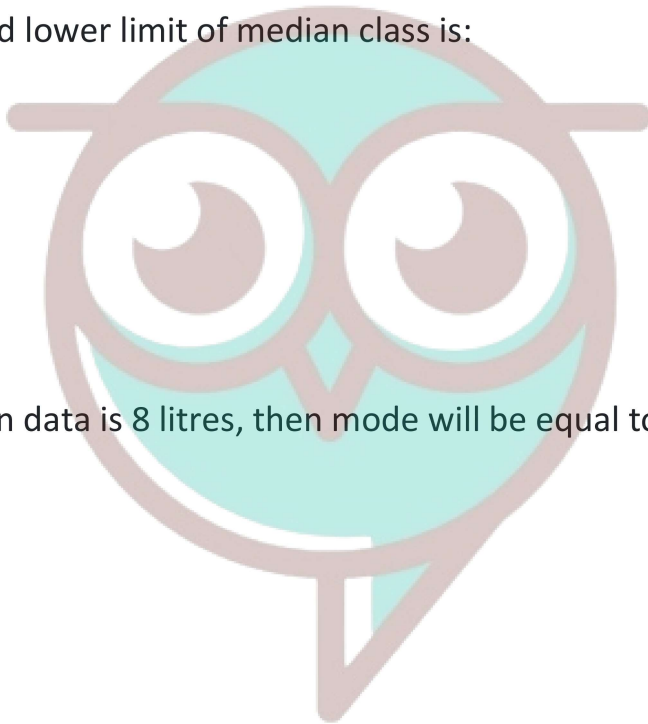 d lower limit of median class is:
n data is 8 litres, then mode will be equal to